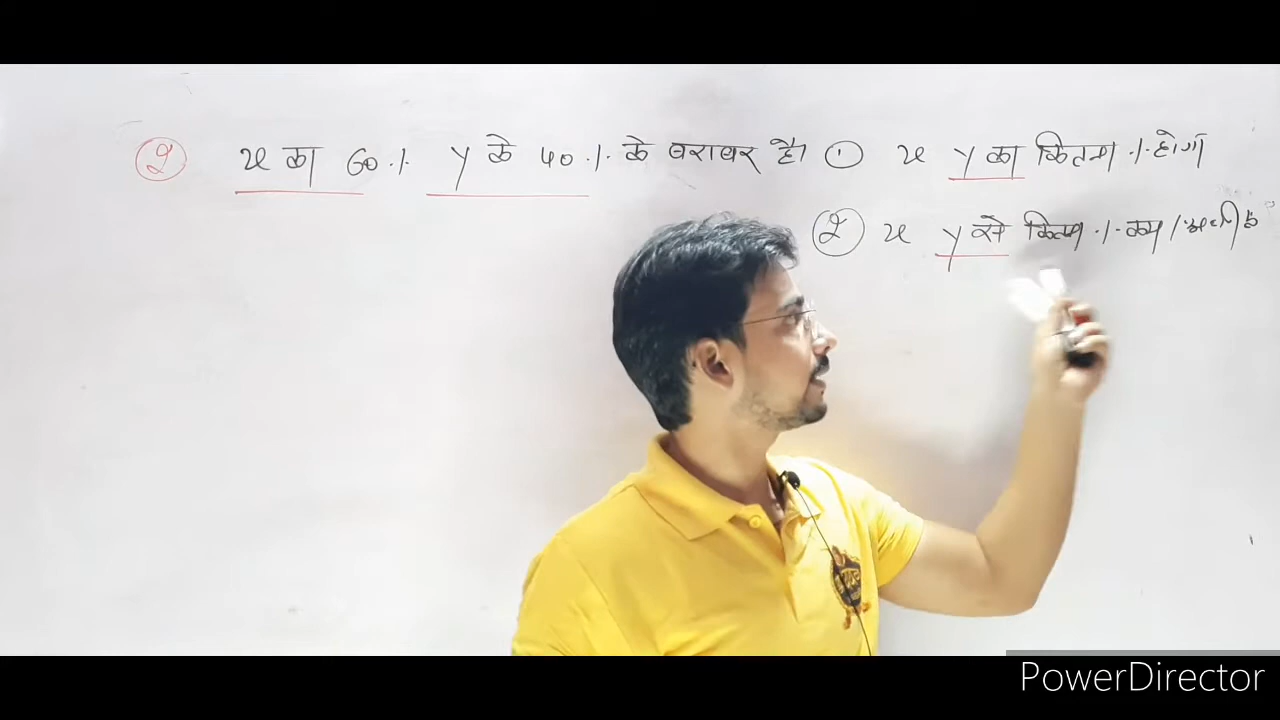 2 x का 60% y के 40% के बराबर है। 1 x y का कितना % होगा
2 x y से कितना % कम/अधिक है
PowerDirector